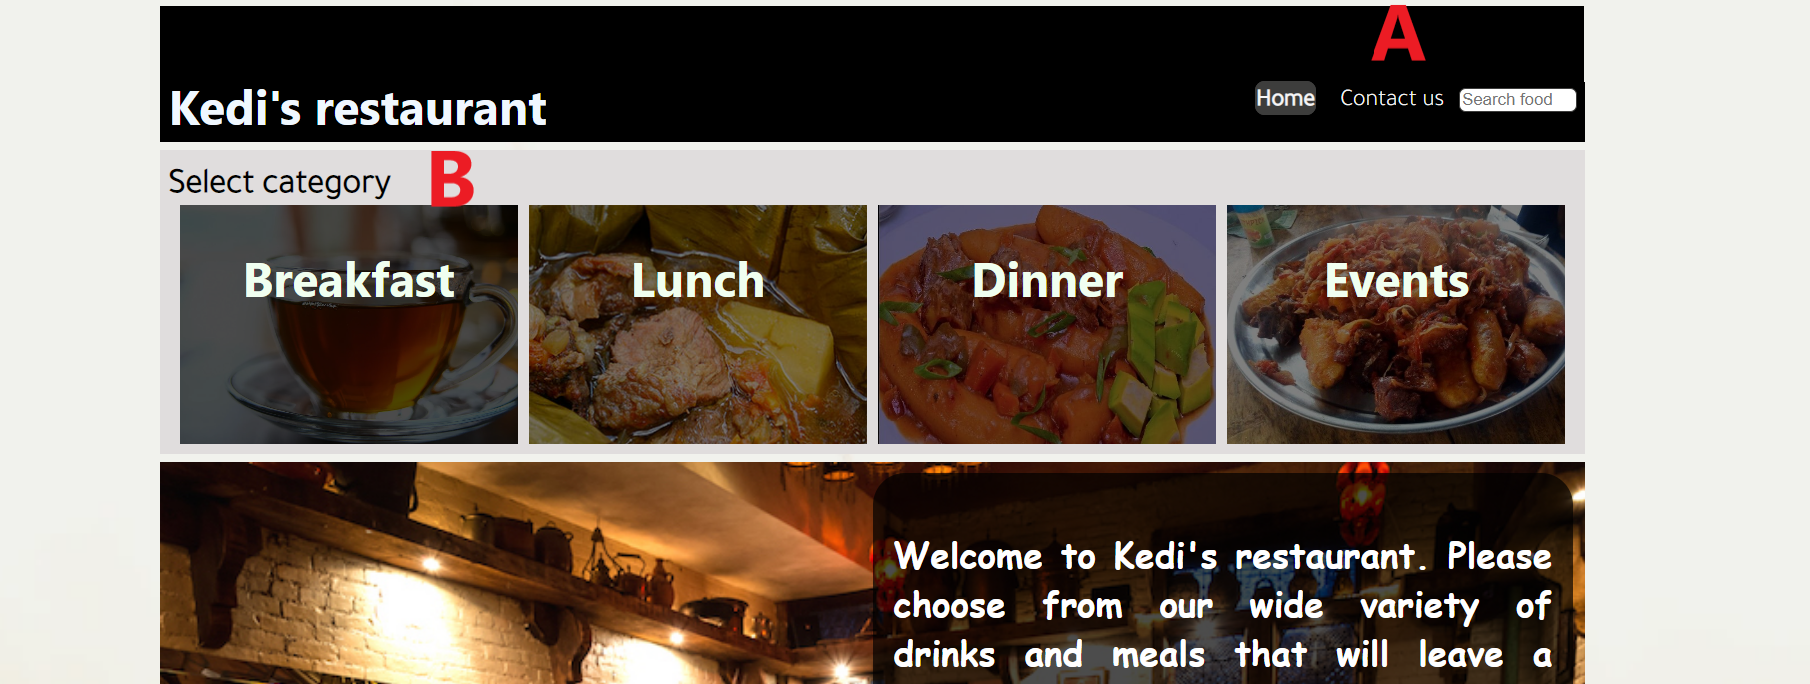 A
Kedi's restaurant
Home Contact us Search food
Select category B
Breakfast Lunch Dinner Events
Welcome to Kedi's restaurant. Please
choose from our wide variety of
drinks and meals that will leave a